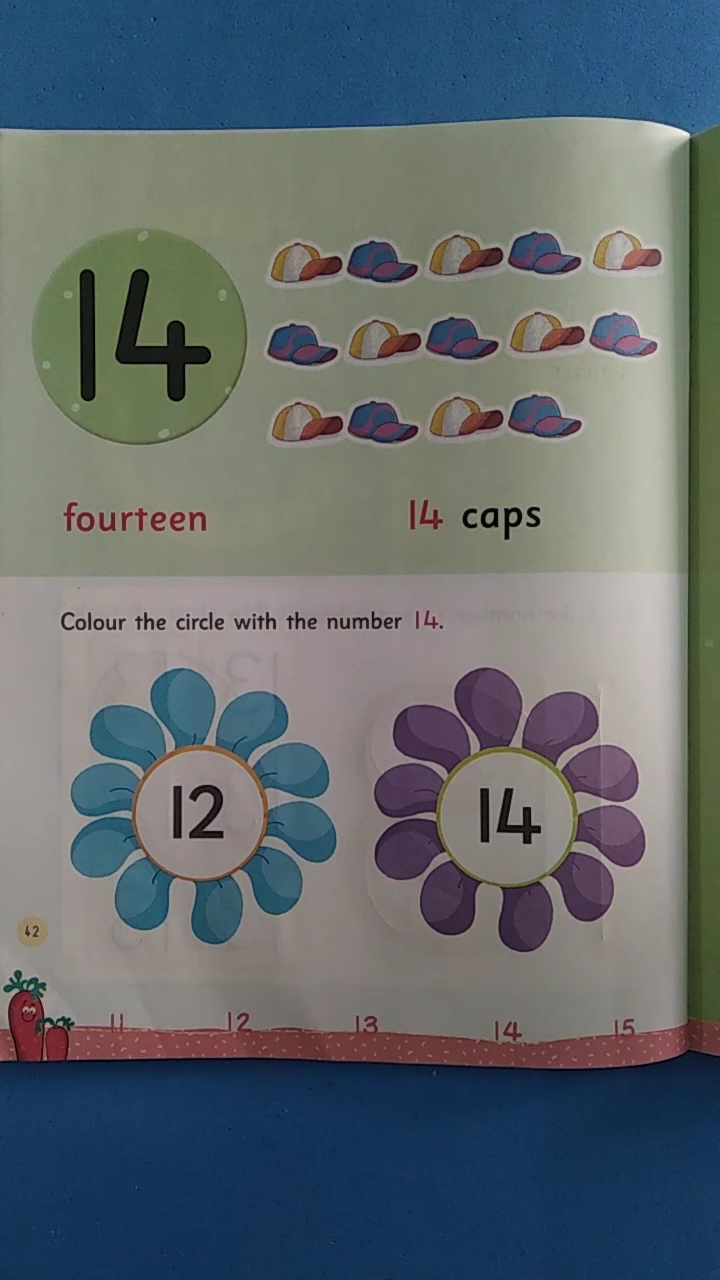 14
fourteen
14 caps
Colour the circle with the number 14.
12
14
42
11 12 13 14 15